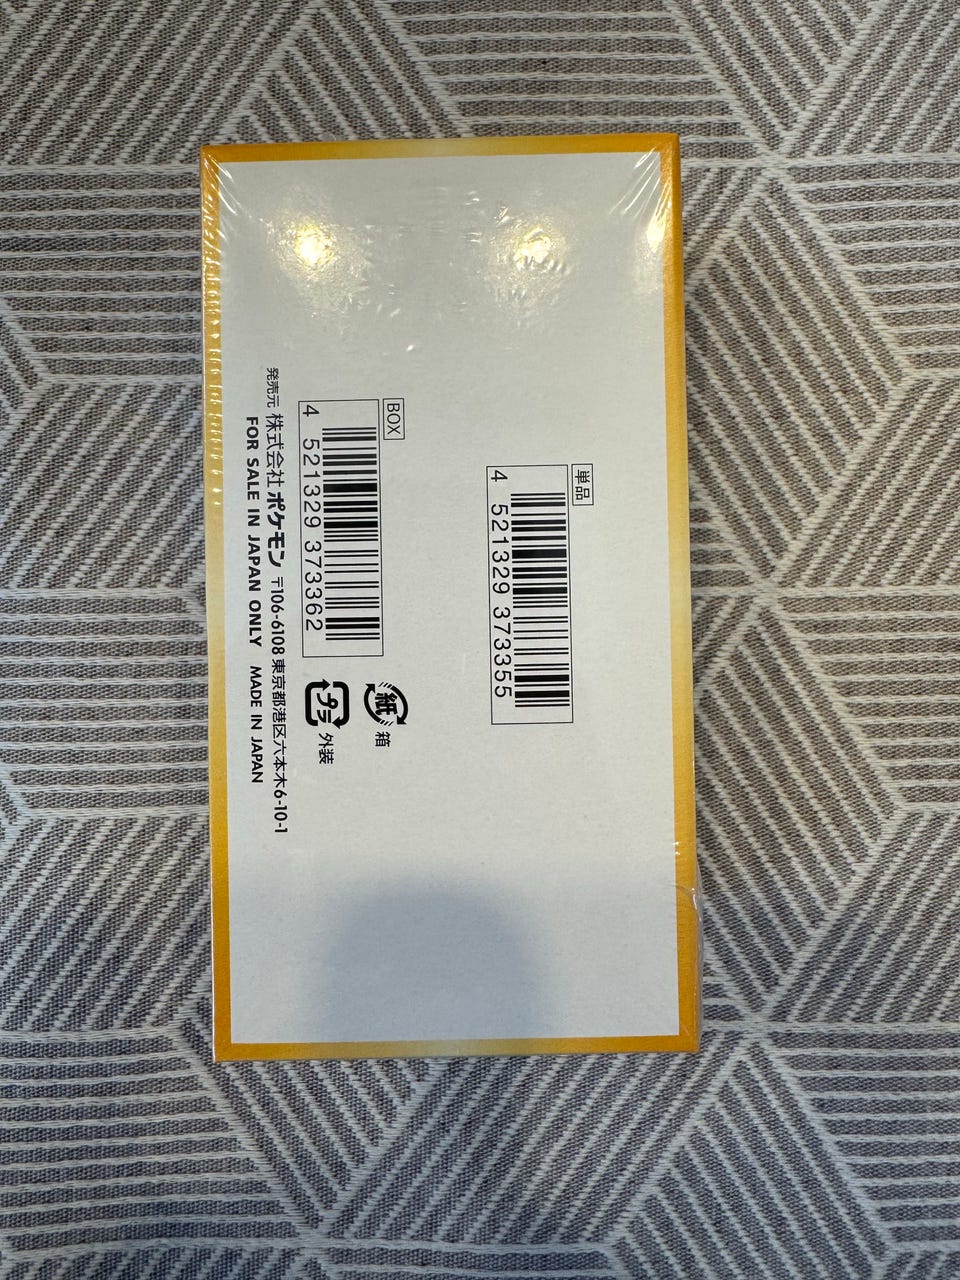 単品
4 521329 373355
BOX
4 521329 373362
紙 箱
プラ 外装
発売元 株式会社ポケモン 〒106-6108 東京都港区六本木6-10-1
FOR SALE IN JAPAN ONLY MADE IN JAPAN